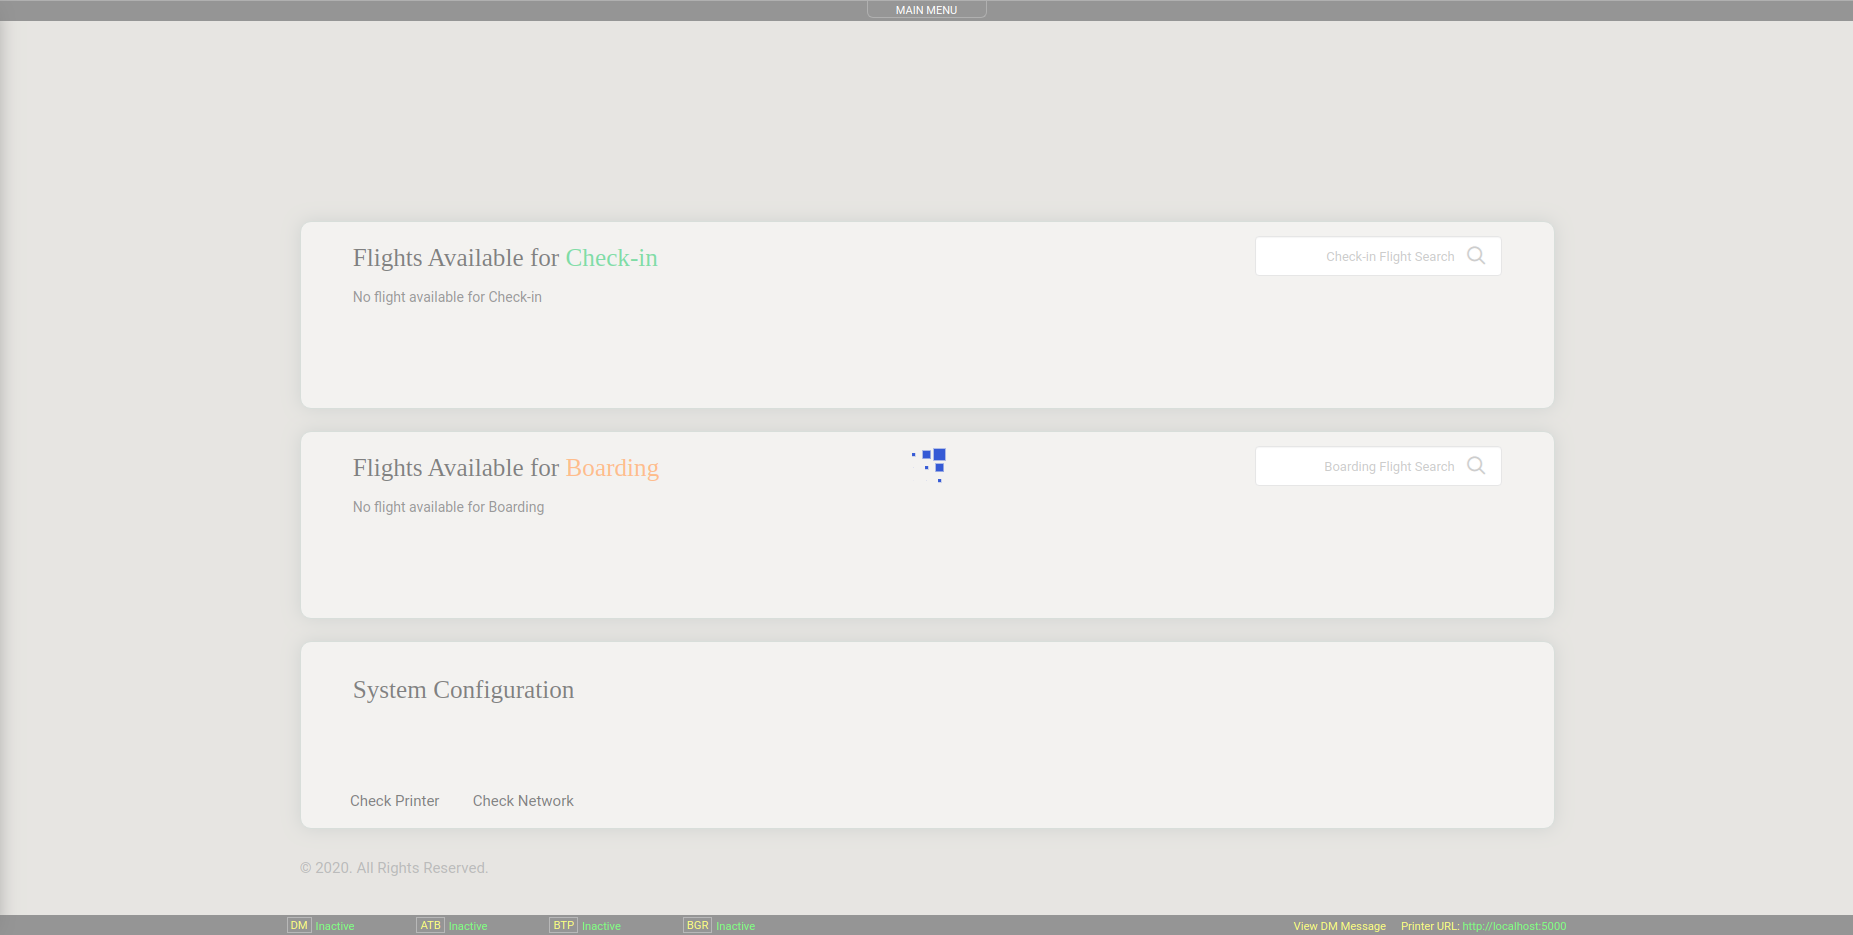 MAIN MENU
Flights Available for Check-in
Check-in Flight Search
No flight available for Check-in
Flights Available for Boarding
Boarding Flight Search
No flight available for Boarding
System Configuration
Check Printer Check Network
© 2020. All Rights Reserved.
DM Inactive ATB Inactive BTP Inactive BGR Inactive View DM Message Printer URL: http://localhost:5000